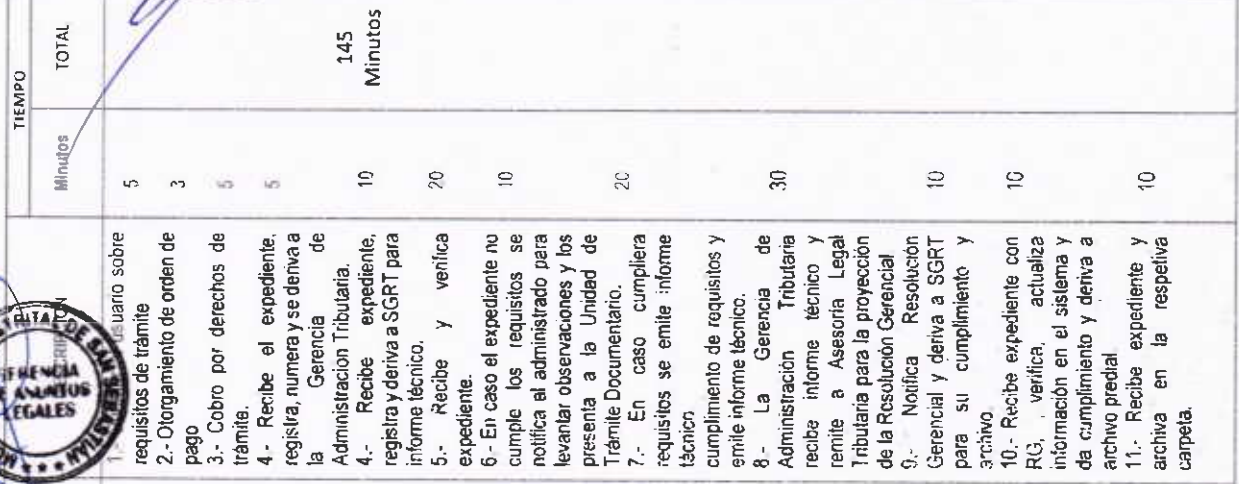 TIEMPO
Minutos
TOTAL
usuario sobre
requisitos de trámite
5
2.- Otorgamiento de orden de
pago
3
3.- Cobro por derechos de
trámite.
5
4.- Recibe el expediente,
registra, numera y se deriva a
la Gerencia de
Administracion Tributaria.
5
4.- Recibe expediente,
registra y deriva a SGRT para
informe técnico.
10
145
Minutos
5.- Recibe y verifica
expediente.
20
6.- En caso el expediente no
cumple los requisitos se
notifica al administrado para
levantar observaciones y los
presenta a la Unidad de
Trámite Documentario.
10
7.- En caso cumpliera
requisitos se emite informe
técnico
cumplimiento de requisitos y
emite informe técnico.
20
8.- La Gerencia de
Administración Tributaria
recibe informe técnico y
remite a Asesoría Legal
Tributaria para la proyección
de la Resolución Gerencial
30
9.- Notifica Resolución
Gerencial y deriva a SGRT
para su cumplimiento y
archivo
10
10.- Recibe expediente con
RG, verifica, actualiza
información en el sistema y
da cumplimiento y deriva a
archivo predial.
10
11.- Recibe expediente y
archiva en la respetiva
carpeta.
10
DE SAN SEBASTIAN
ASUNTOS
LEGALES